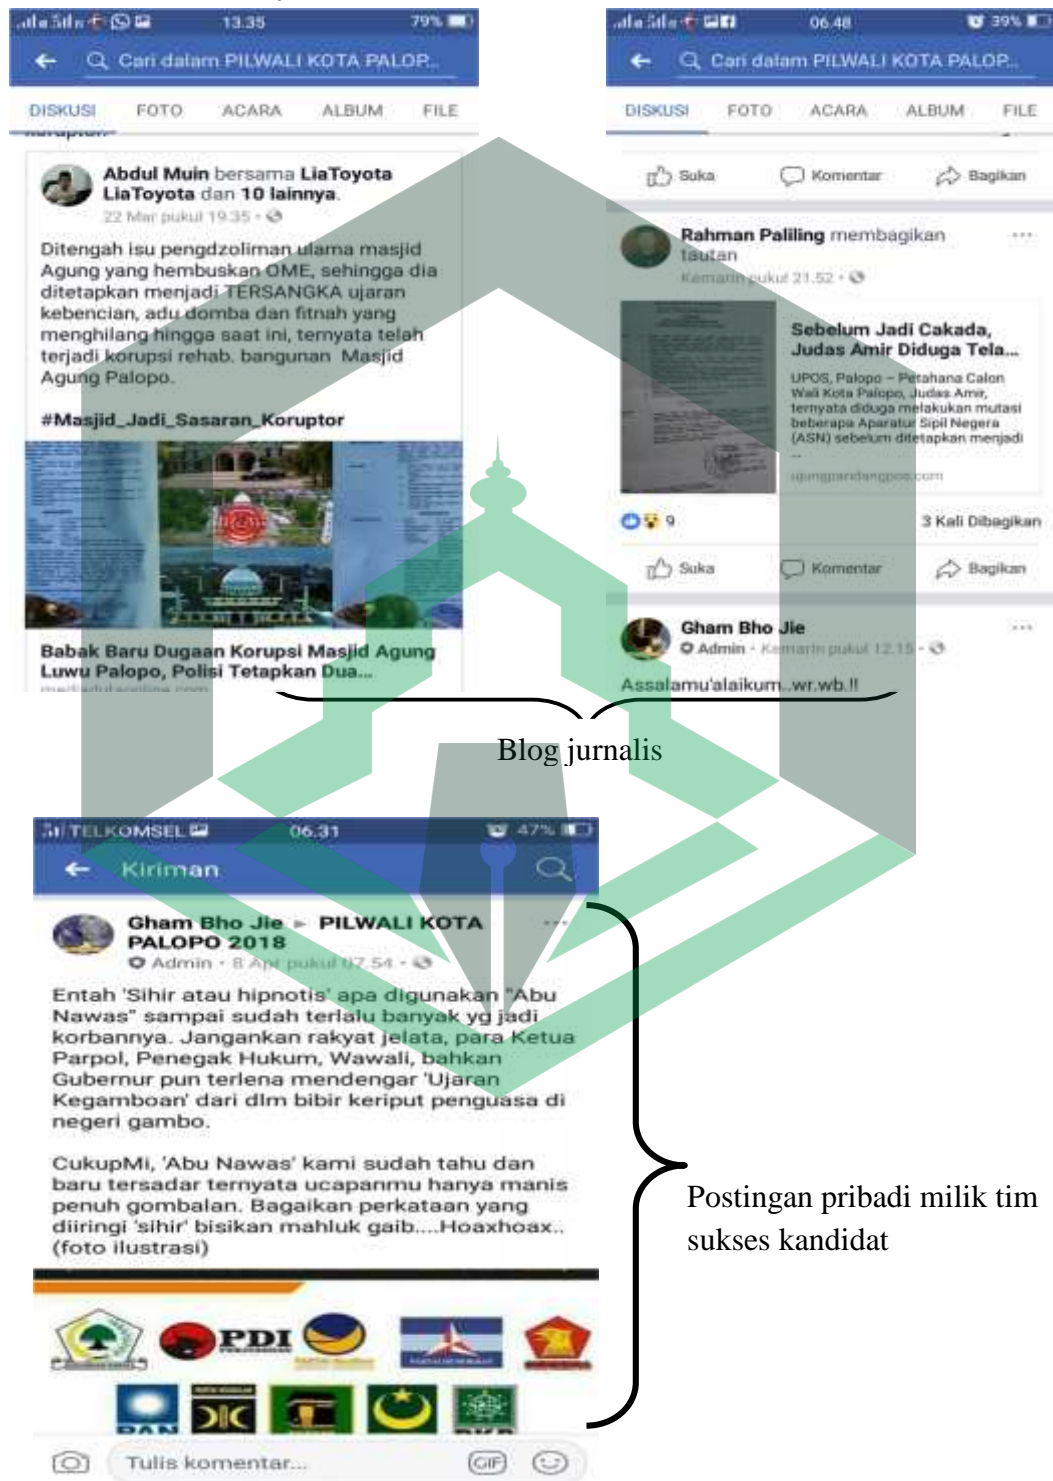 13.35
79%
Cari dalam PILWALI KOTA PALOP...
DISKUSI FOTO ACARA ALBUM FILE
Abdul Muin bersama LiaToyota
LiaToyota dan 10 lainnya.
22 Mar pukul 19.35
Ditengah isu pengdzoliman ulama masjid
Agung yang hembuskan OME, sehingga dia
ditetapkan menjadi TERSANGKA ujaran
kebencian, adu domba dan fitnah yang
menghilang hingga saat ini, ternyata telah
terjadi korupsi rehab. bangunan Masjid
Agung Palopo.
#Masjid_Jadi_Sasaran_Koruptor
Babak Baru Dugaan Korupsi Masjid Agung
Luwu Palopo, Polisi Tetapkan Dua...
06.48
39%
Cari dalam PILWALI KOTA PALOP...
DISKUSI FOTO ACARA ALBUM FILE
Suka Komentar Bagikan
Rahman Paliling membagikan
tautan
Kemarin pukul 21.52
Sebelum Jadi Cakada,
Judas Amir Diduga Tela...
UPOS, Palopo – Petahana Calon
Wali Kota Palopo, Judas Amir,
ternyata diduga melakukan mutasi
beberapa Aparatur Sipil Negera
(ASN) sebelum ditetapkan menjadi
...
ujungpandangpos.com
9
3 Kali Dibagikan
Suka Komentar Bagikan
Gham Bho Jie
Admin · Kemarin pukul 12.15
Assalamu'alaikum..wr.wb.!!
Blog jurnalis
TELKOMSEL
06.31
47%
Kiriman
Gham Bho Jie ▸ PILWALI KOTA
PALOPO 2018
Admin · 8 Apr pukul 07.54
Entah 'Sihir atau hipnotis' apa digunakan "Abu
Nawas" sampai sudah terlalu banyak yg jadi
korbannya. Jangankan rakyat jelata, para Ketua
Parpol, Penegak Hukum, Wawali, bahkan
Gubernur pun terlena mendengar 'Ujaran
Kegamboan' dari dlm bibir keriput penguasa di
negeri gambo.
CukupMi, 'Abu Nawas' kami sudah tahu dan
baru tersadar ternyata ucapanmu hanya manis
penuh gombalan. Bagaikan perkataan yang
diiringi 'sihir' bisikan mahluk gaib....Hoaxhoax..
(foto ilustrasi)
PDI
PAN
Tulis komentar...
GIF
Postingan pribadi milik tim
sukses kandidat